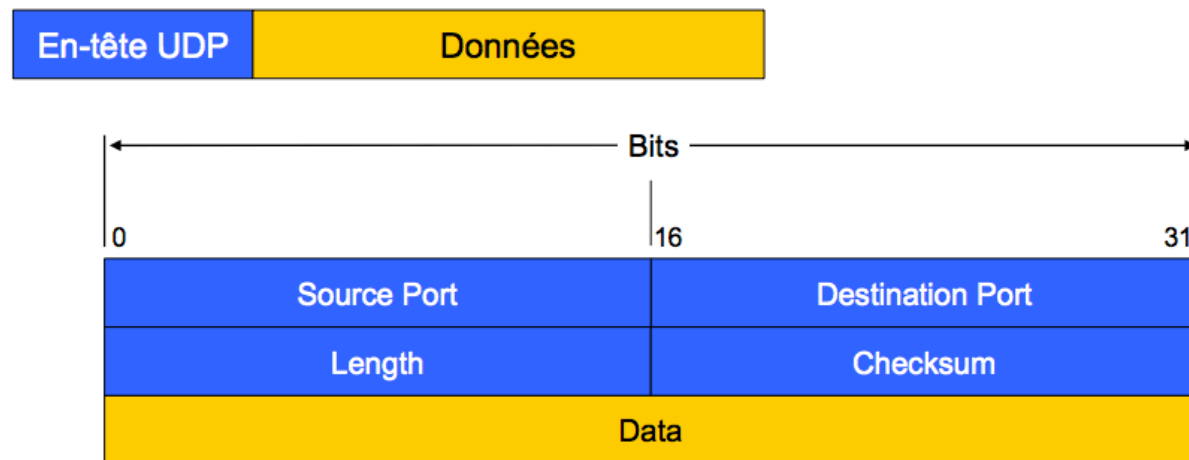 En-tête UDP Données
Bits
0 16 31
Source Port Destination Port
Length Checksum
Data